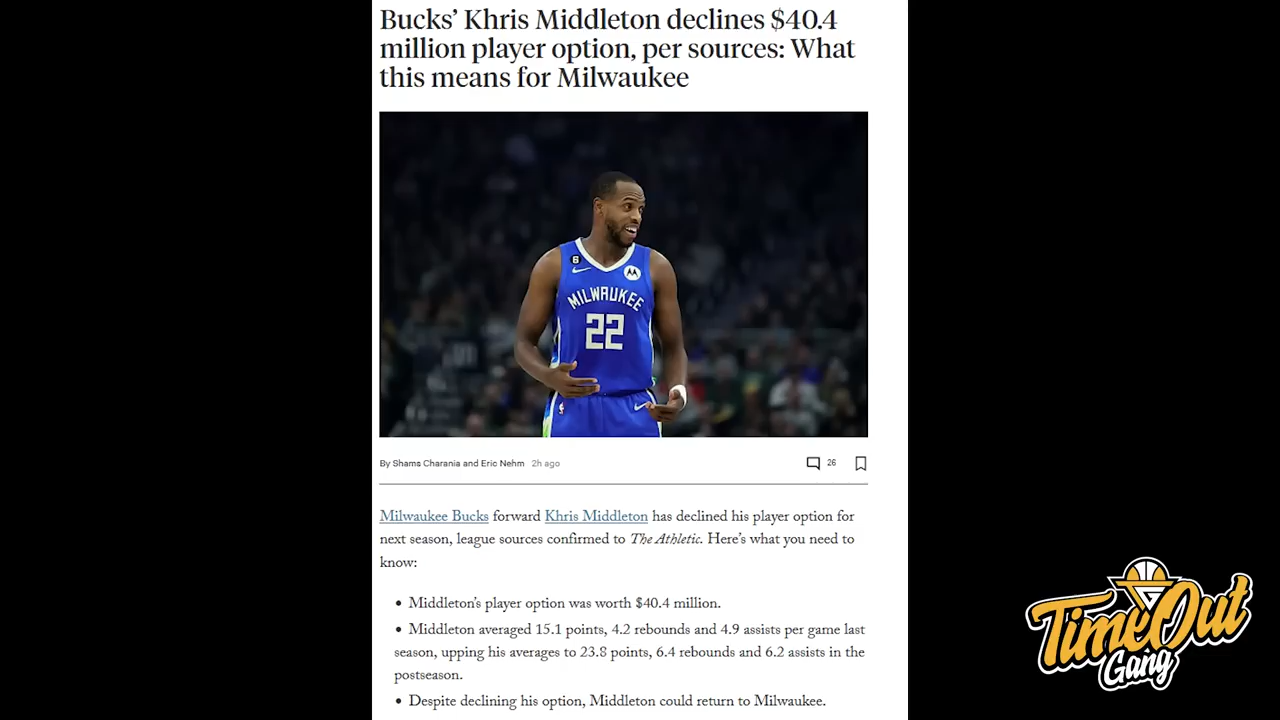 Bucks' Khris Middleton declines $40.4
million player option, per sources: What
this means for Milwaukee
6
MILWAUKEE
22
By Shams Charania and Eric Nehm 2h ago
26
Milwaukee Bucks forward Khris Middleton has declined his player option for
next season, league sources confirmed to The Athletic. Here's what you need to
know:
• Middleton's player option was worth $40.4 million.
• Middleton averaged 15.1 points, 4.2 rebounds and 4.9 assists per game last
season, upping his averages to 23.8 points, 6.4 rebounds and 6.2 assists in the
postseason.
• Despite declining his option, Middleton could return to Milwaukee.
TimeOut
Gang